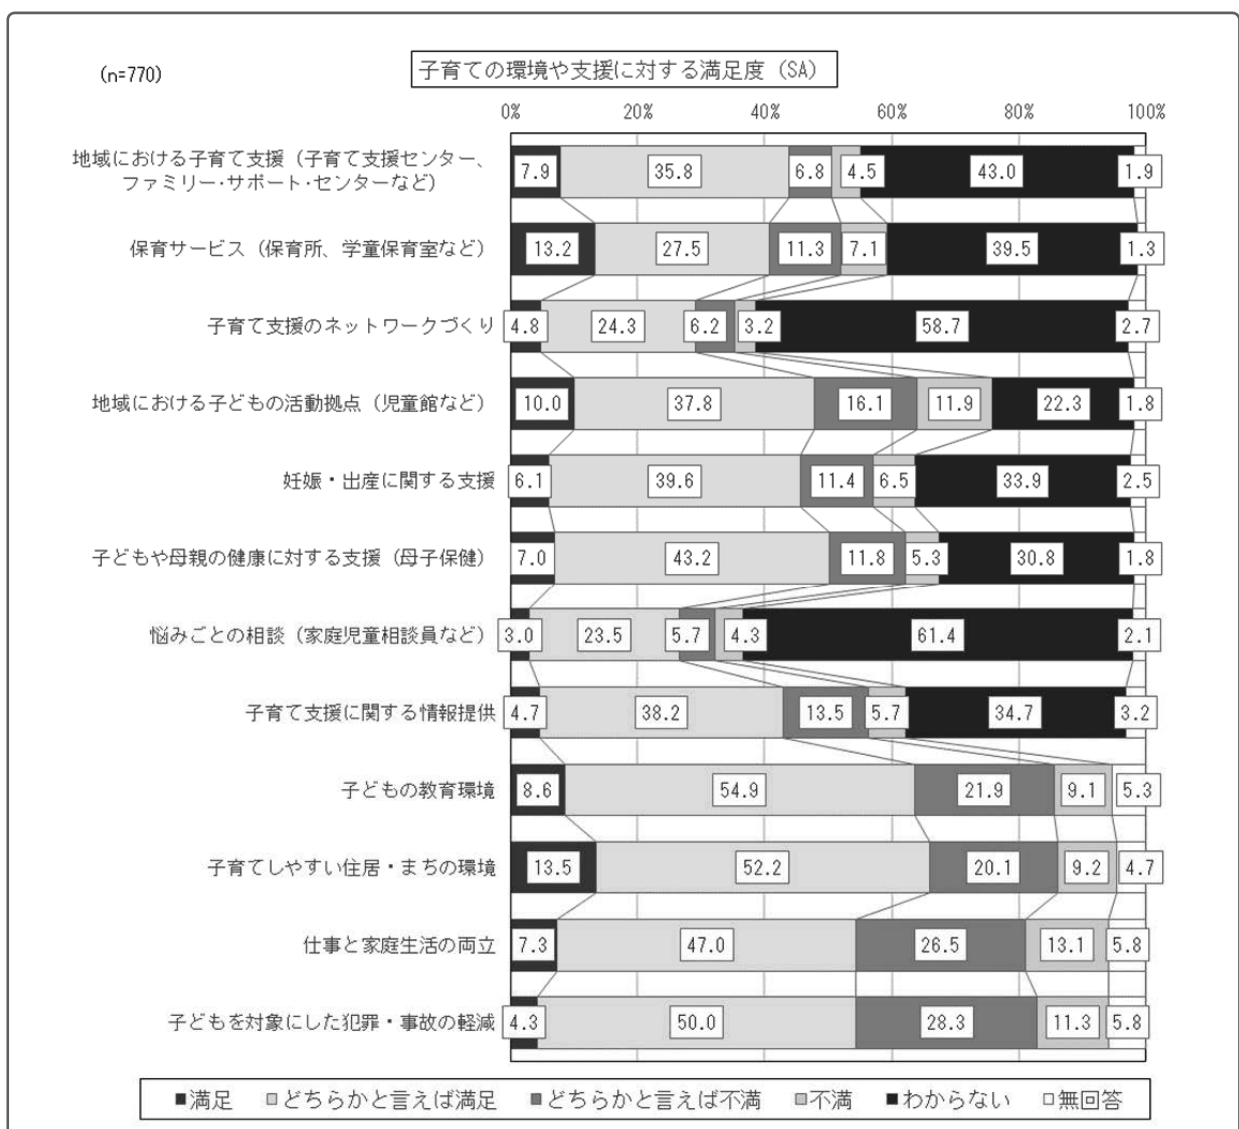 (n=770)
子育ての環境や支援に対する満足度（SA）
0% 20% 40% 60% 80% 100%
地域における子育て支援（子育て支援センター、
ファミリー・サポート・センターなど）
7.9 35.8 6.8 4.5 43.0 1.9
保育サービス（保育所、学童保育室など）
13.2 27.5 11.3 7.1 39.5 1.3
子育て支援のネットワークづくり
4.8 24.3 6.2 3.2 58.7 2.7
地域における子どもの活動拠点（児童館など）
10.0 37.8 16.1 11.9 22.3 1.8
妊娠・出産に関する支援
6.1 39.6 11.4 6.5 33.9 2.5
子どもや母親の健康に対する支援（母子保健）
7.0 43.2 11.8 5.3 30.8 1.8
悩みごとの相談（家庭児童相談員など）
3.0 23.5 5.7 4.3 61.4 2.1
子育て支援に関する情報提供
4.7 38.2 13.5 5.7 34.7 3.2
子どもの教育環境
8.6 54.9 21.9 9.1 5.3
子育てしやすい住居・まちの環境
13.5 52.2 20.1 9.2 4.7
仕事と家庭生活の両立
7.3 47.0 26.5 13.1 5.8
子どもを対象にした犯罪・事故の軽減
4.3 50.0 28.3 11.3 5.8
■満足 □どちらかと言えば満足 ■どちらかと言えば不満 □不満 ■わからない □無回答